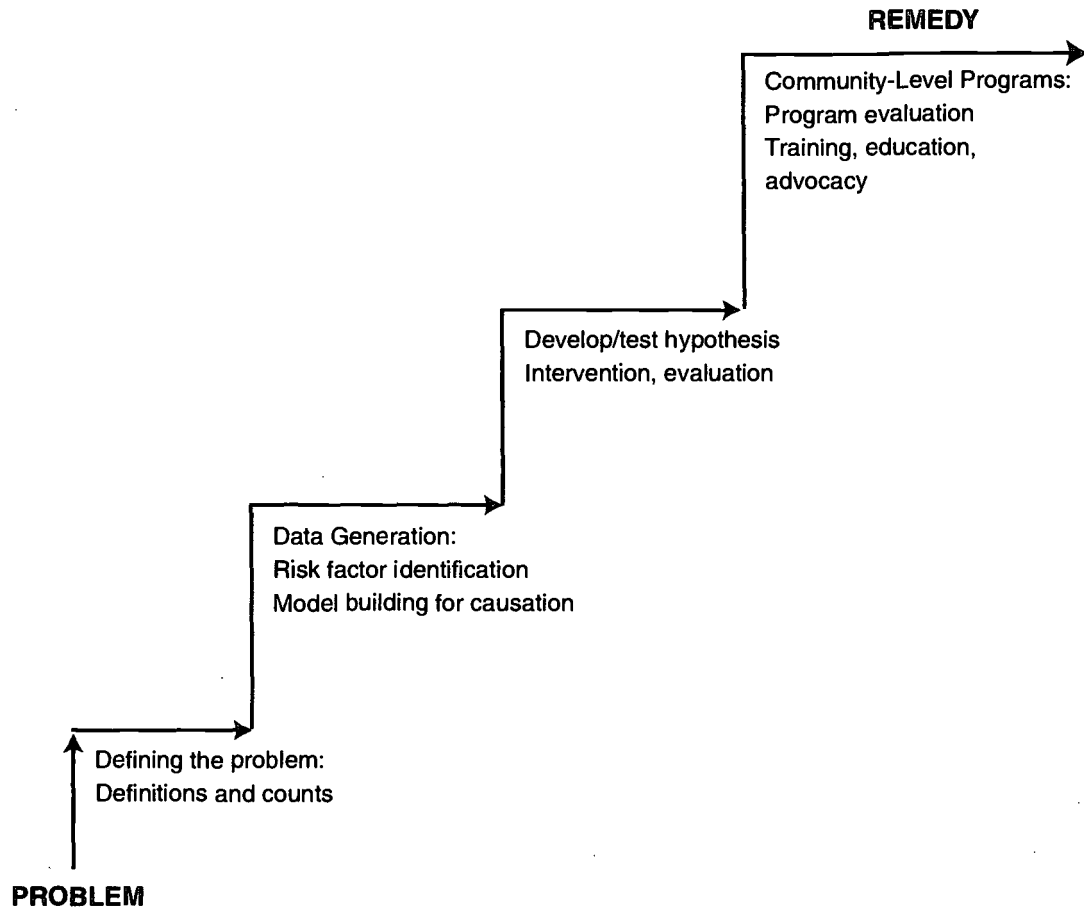 REMEDY
Community-Level Programs:
Program evaluation
Training, education,
advocacy
Develop/test hypothesis
Intervention, evaluation
Data Generation:
Risk factor identification
Model building for causation
Defining the problem:
Definitions and counts
PROBLEM